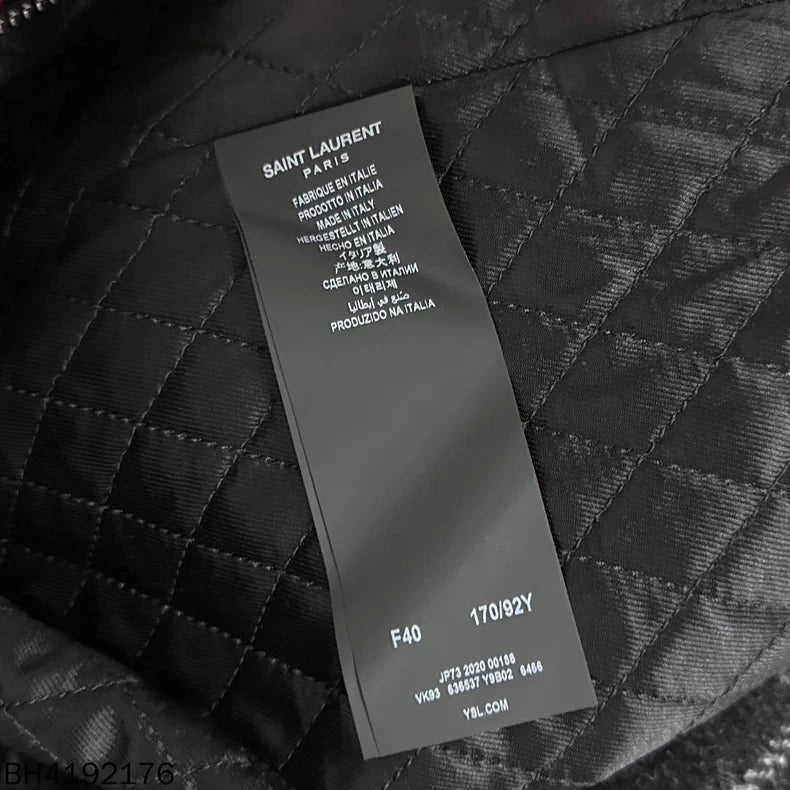 SAINT LAURENT
PARIS
FABRIQUE EN ITALIE
PRODOTTO IN ITALIA
MADE IN ITALY
HERGESTELLT IN ITALIEN
HECHO EN ITALIA
イタリア製
产地:意大利
СДЕЛАНО В ИТАЛИИ
이태리제
صنع في إيطاليا
PRODUZIDO NA ITALIA
F40 170/92Y
JP73 2020 00188
VK93 636537 Y9B02 6466
YSL.COM
BH4192176